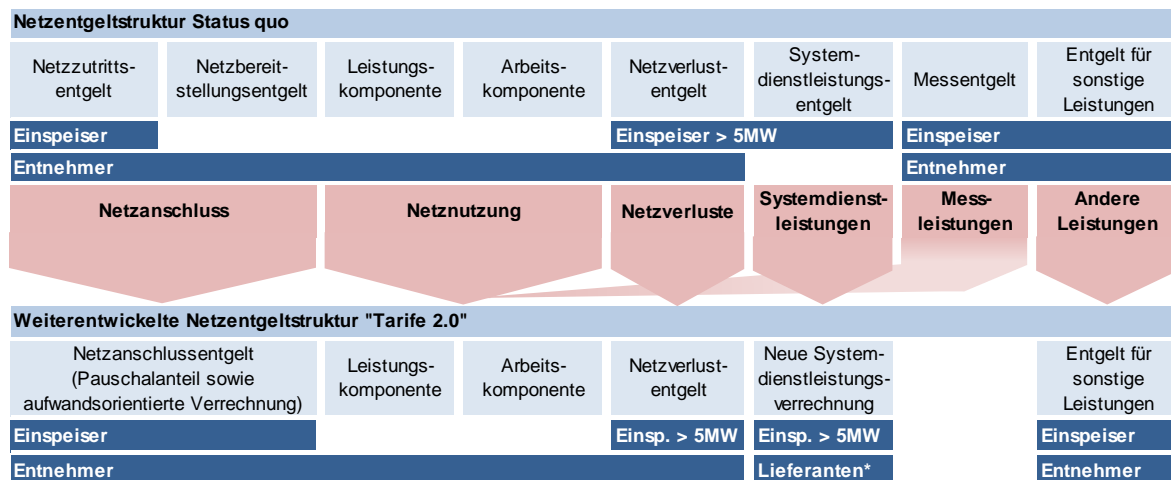 Netzentgeltstruktur Status quo
Netzzutritts-
entgelt
Netzbereit-
stellungsentgelt
Leistungs-
komponente
Arbeits-
komponente
Netzverlust-
entgelt
System-
dienstleistungs-
entgelt
Messentgelt
Entgelt für
sonstige
Leistungen
Einspeiser
Einspeiser > 5MW
Einspeiser
Entnehmer
Entnehmer
Netzanschluss
Netznutzung
Netzverluste
Systemdienst-
leistungen
Mess-
leistungen
Andere
Leistungen
Weiterentwickelte Netzentgeltstruktur "Tarife 2.0"
Netzanschlussentgelt
(Pauschalanteil sowie
aufwandsorientierte Verrechnung)
Leistungs-
komponente
Arbeits-
komponente
Netzverlust-
entgelt
Neue System-
dienstleistungs-
verrechnung
Entgelt für
sonstige
Leistungen
Einspeiser
Einsp. > 5MW
Einsp. > 5MW
Einspeiser
Entnehmer
Lieferanten*
Entnehmer